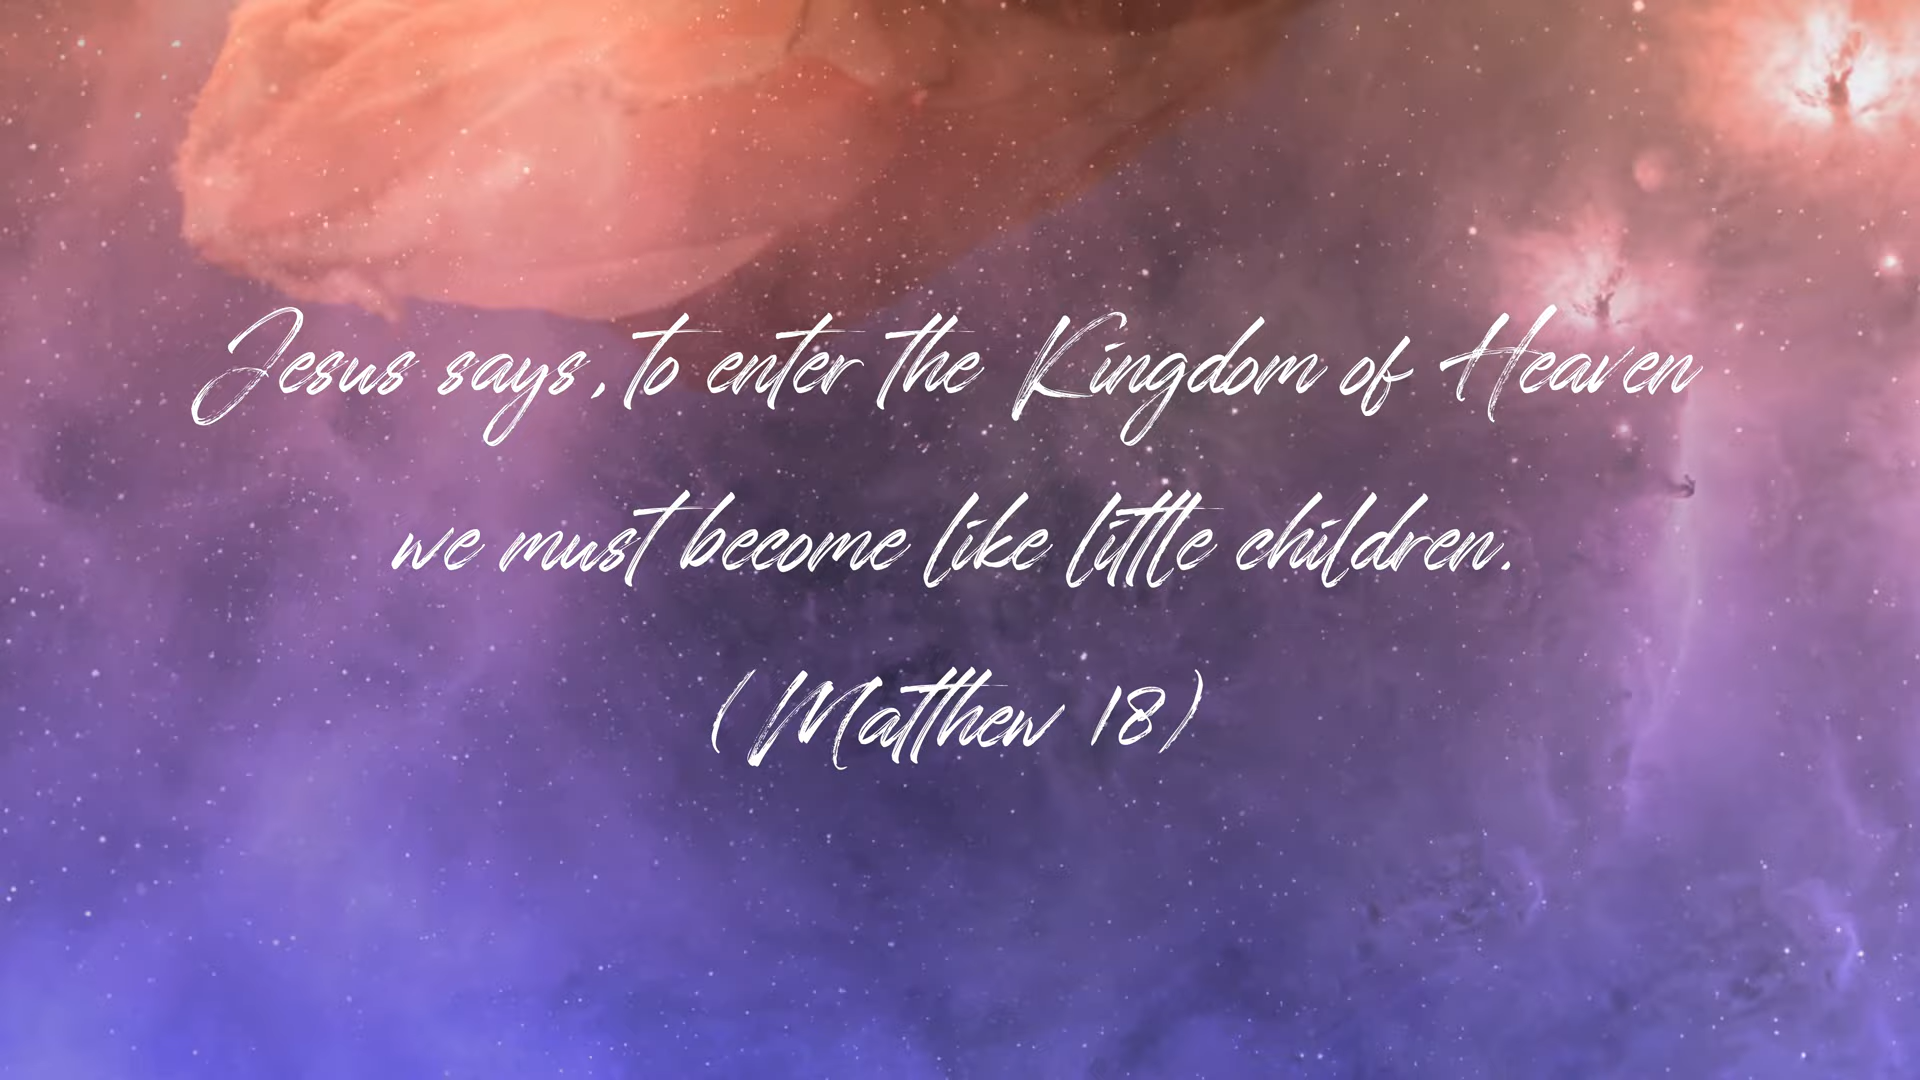 Jesus says, to enter the Kingdom of Heaven
we must become like little children.
(Matthew 18)